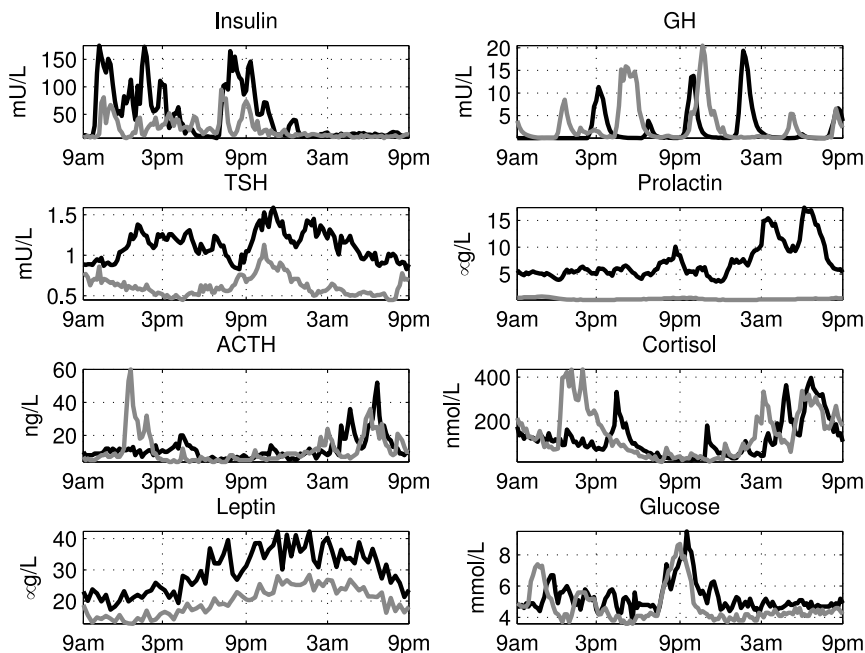 Insulin
mU/L
150
100
50
9am 3pm 9pm 3am 9pm
GH
mU/L
20
15
10
5
9am 3pm 9pm 3am 9pm
TSH
mU/L
1.5
1
0.5
9am 3pm 9pm 3am 9pm
Prolactin
∝g/L
15
10
5
9am 3pm 9pm 3am 9pm
ACTH
ng/L
60
40
20
9am 3pm 9pm 3am 9pm
Cortisol
nmol/L
400
200
9am 3pm 9pm 3am 9pm
Leptin
∝g/L
40
30
20
9am 3pm 9pm 3am 9pm
Glucose
mmol/L
8
6
4
9am 3pm 9pm 3am 9pm